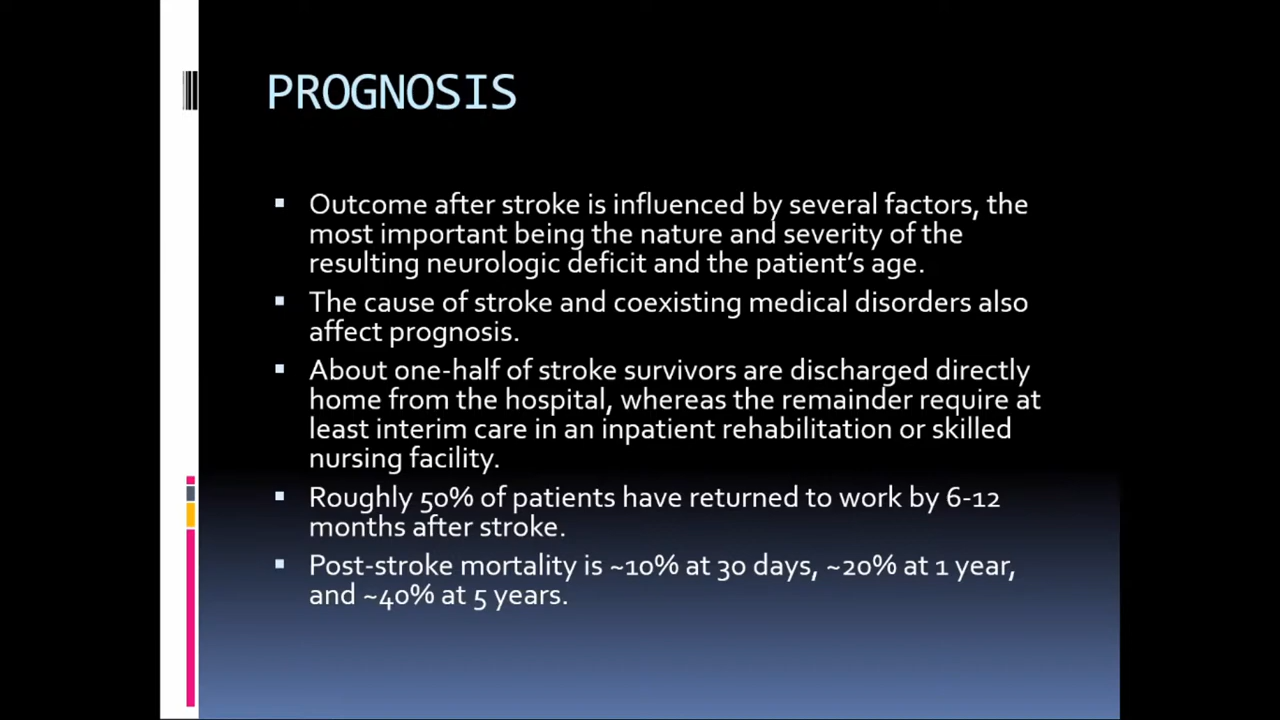 PROGNOSIS
▪ Outcome after stroke is influenced by several factors, the
most important being the nature and severity of the
resulting neurologic deficit and the patient’s age.
▪ The cause of stroke and coexisting medical disorders also
affect prognosis.
▪ About one-half of stroke survivors are discharged directly
home from the hospital, whereas the remainder require at
least interim care in an inpatient rehabilitation or skilled
nursing facility.
▪ Roughly 50% of patients have returned to work by 6-12
months after stroke.
▪ Post-stroke mortality is ~10% at 30 days, ~20% at 1 year,
and ~40% at 5 years.